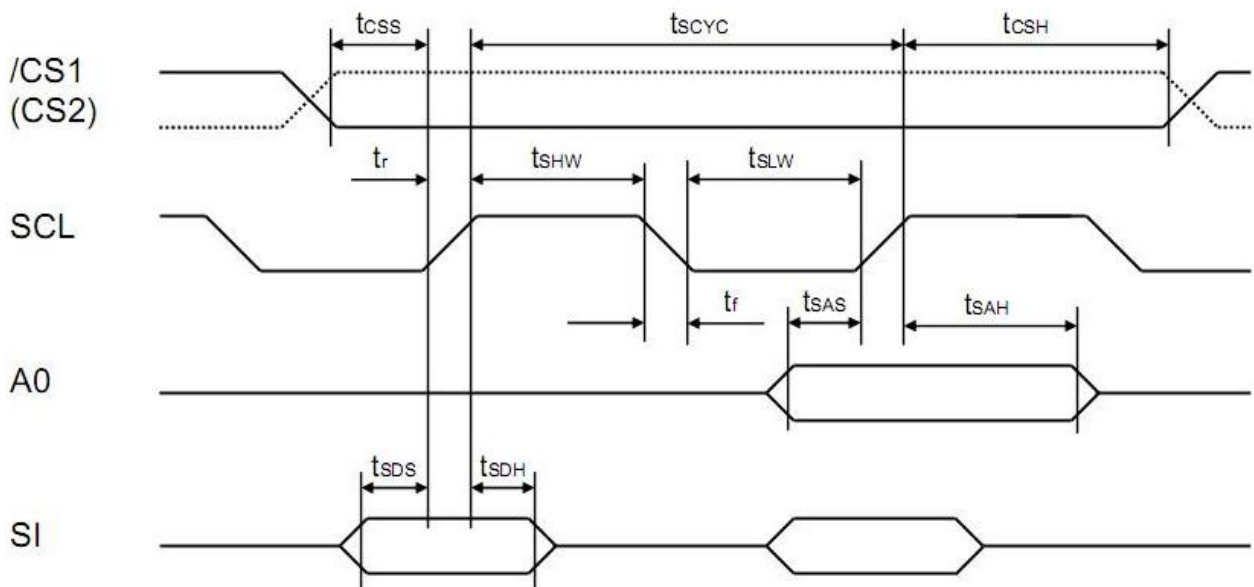 tCSS tSCYC tCSH
/CS1
(CS2)
tr tSHW tSLW
SCL
tf tSAS tSAH
A0
tSDS tSDH
SI